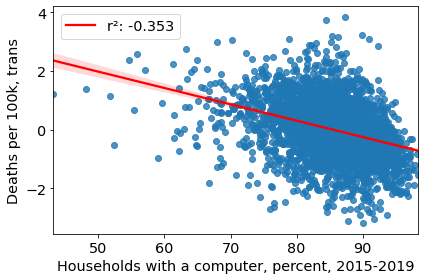 r²: -0.353
4
2
0
−2
Deaths per 100k, trans
50 60 70 80 90
Households with a computer, percent, 2015-2019